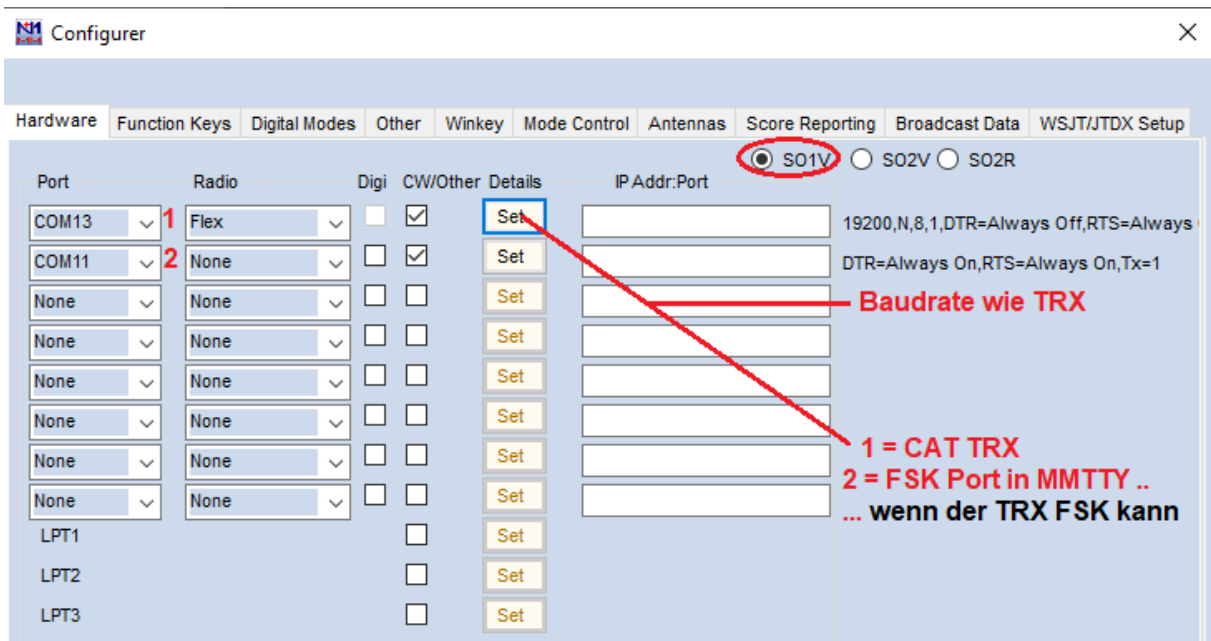 Configurer
Hardware Function Keys Digital Modes Other Winkey Mode Control Antennas Score Reporting Broadcast Data WSJT/JTDX Setup
SO1V SO2V SO2R
Port Radio Digi CW/Other Details IP Addr:Port
COM13 1 Flex Set 19200,N,8,1,DTR=Always Off,RTS=Always
COM11 2 None Set DTR=Always On,RTS=Always On,Tx=1
None None Set
Baudrate wie TRX
None None Set
None None Set
None None Set
None None Set
1 = CAT TRX
2 = FSK Port in MMTTY ..
None None Set
... wenn der TRX FSK kann
LPT1 Set
LPT2 Set
LPT3 Set